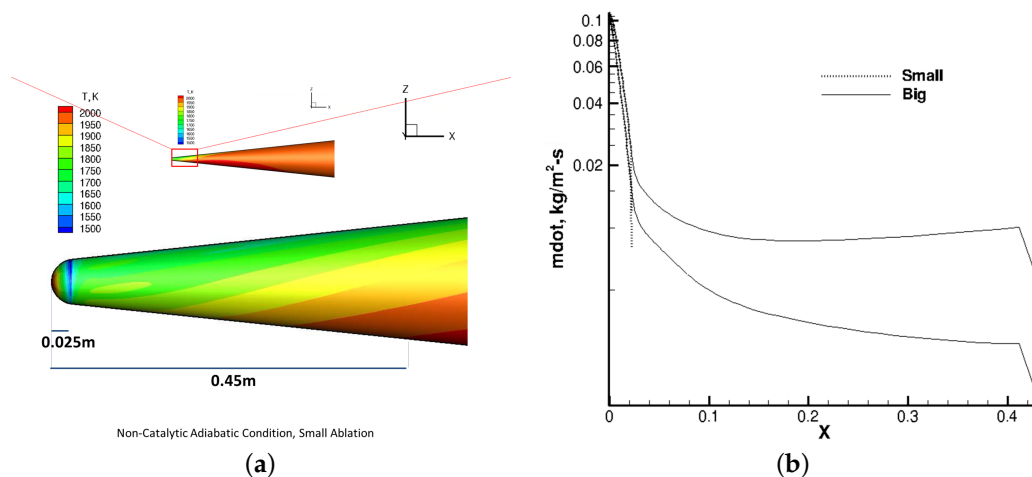 T, K
2000
1950
1900
1850
1800
1750
1700
1650
1600
1550
1500
Z
X
Z
Y
X
0.025m
0.45m
Non-Catalytic Adiabatic Condition, Small Ablation
(a)
0.1
0.08
0.06
0.04
0.02
mdot, kg/m²-s
Small
Big
0
0.1
0.2
0.3
0.4
X
(b)